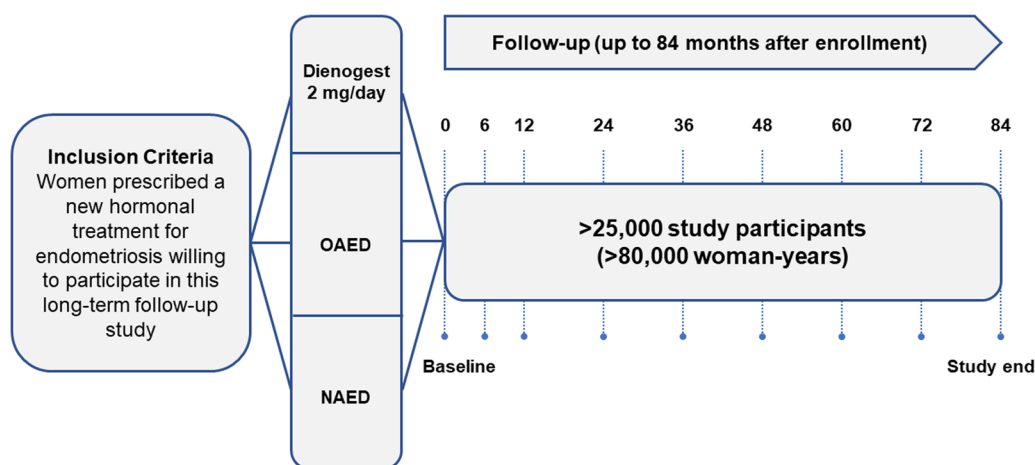 Inclusion Criteria
Women prescribed a
new hormonal
treatment for
endometriosis willing
to participate in this
long-term follow-up
study
Dienogest
2 mg/day
OAED
NAED
Follow-up (up to 84 months after enrollment)
0 6 12 24 36 48 60 72 84
>25,000 study participants
(>80,000 woman-years)
Baseline
Study end